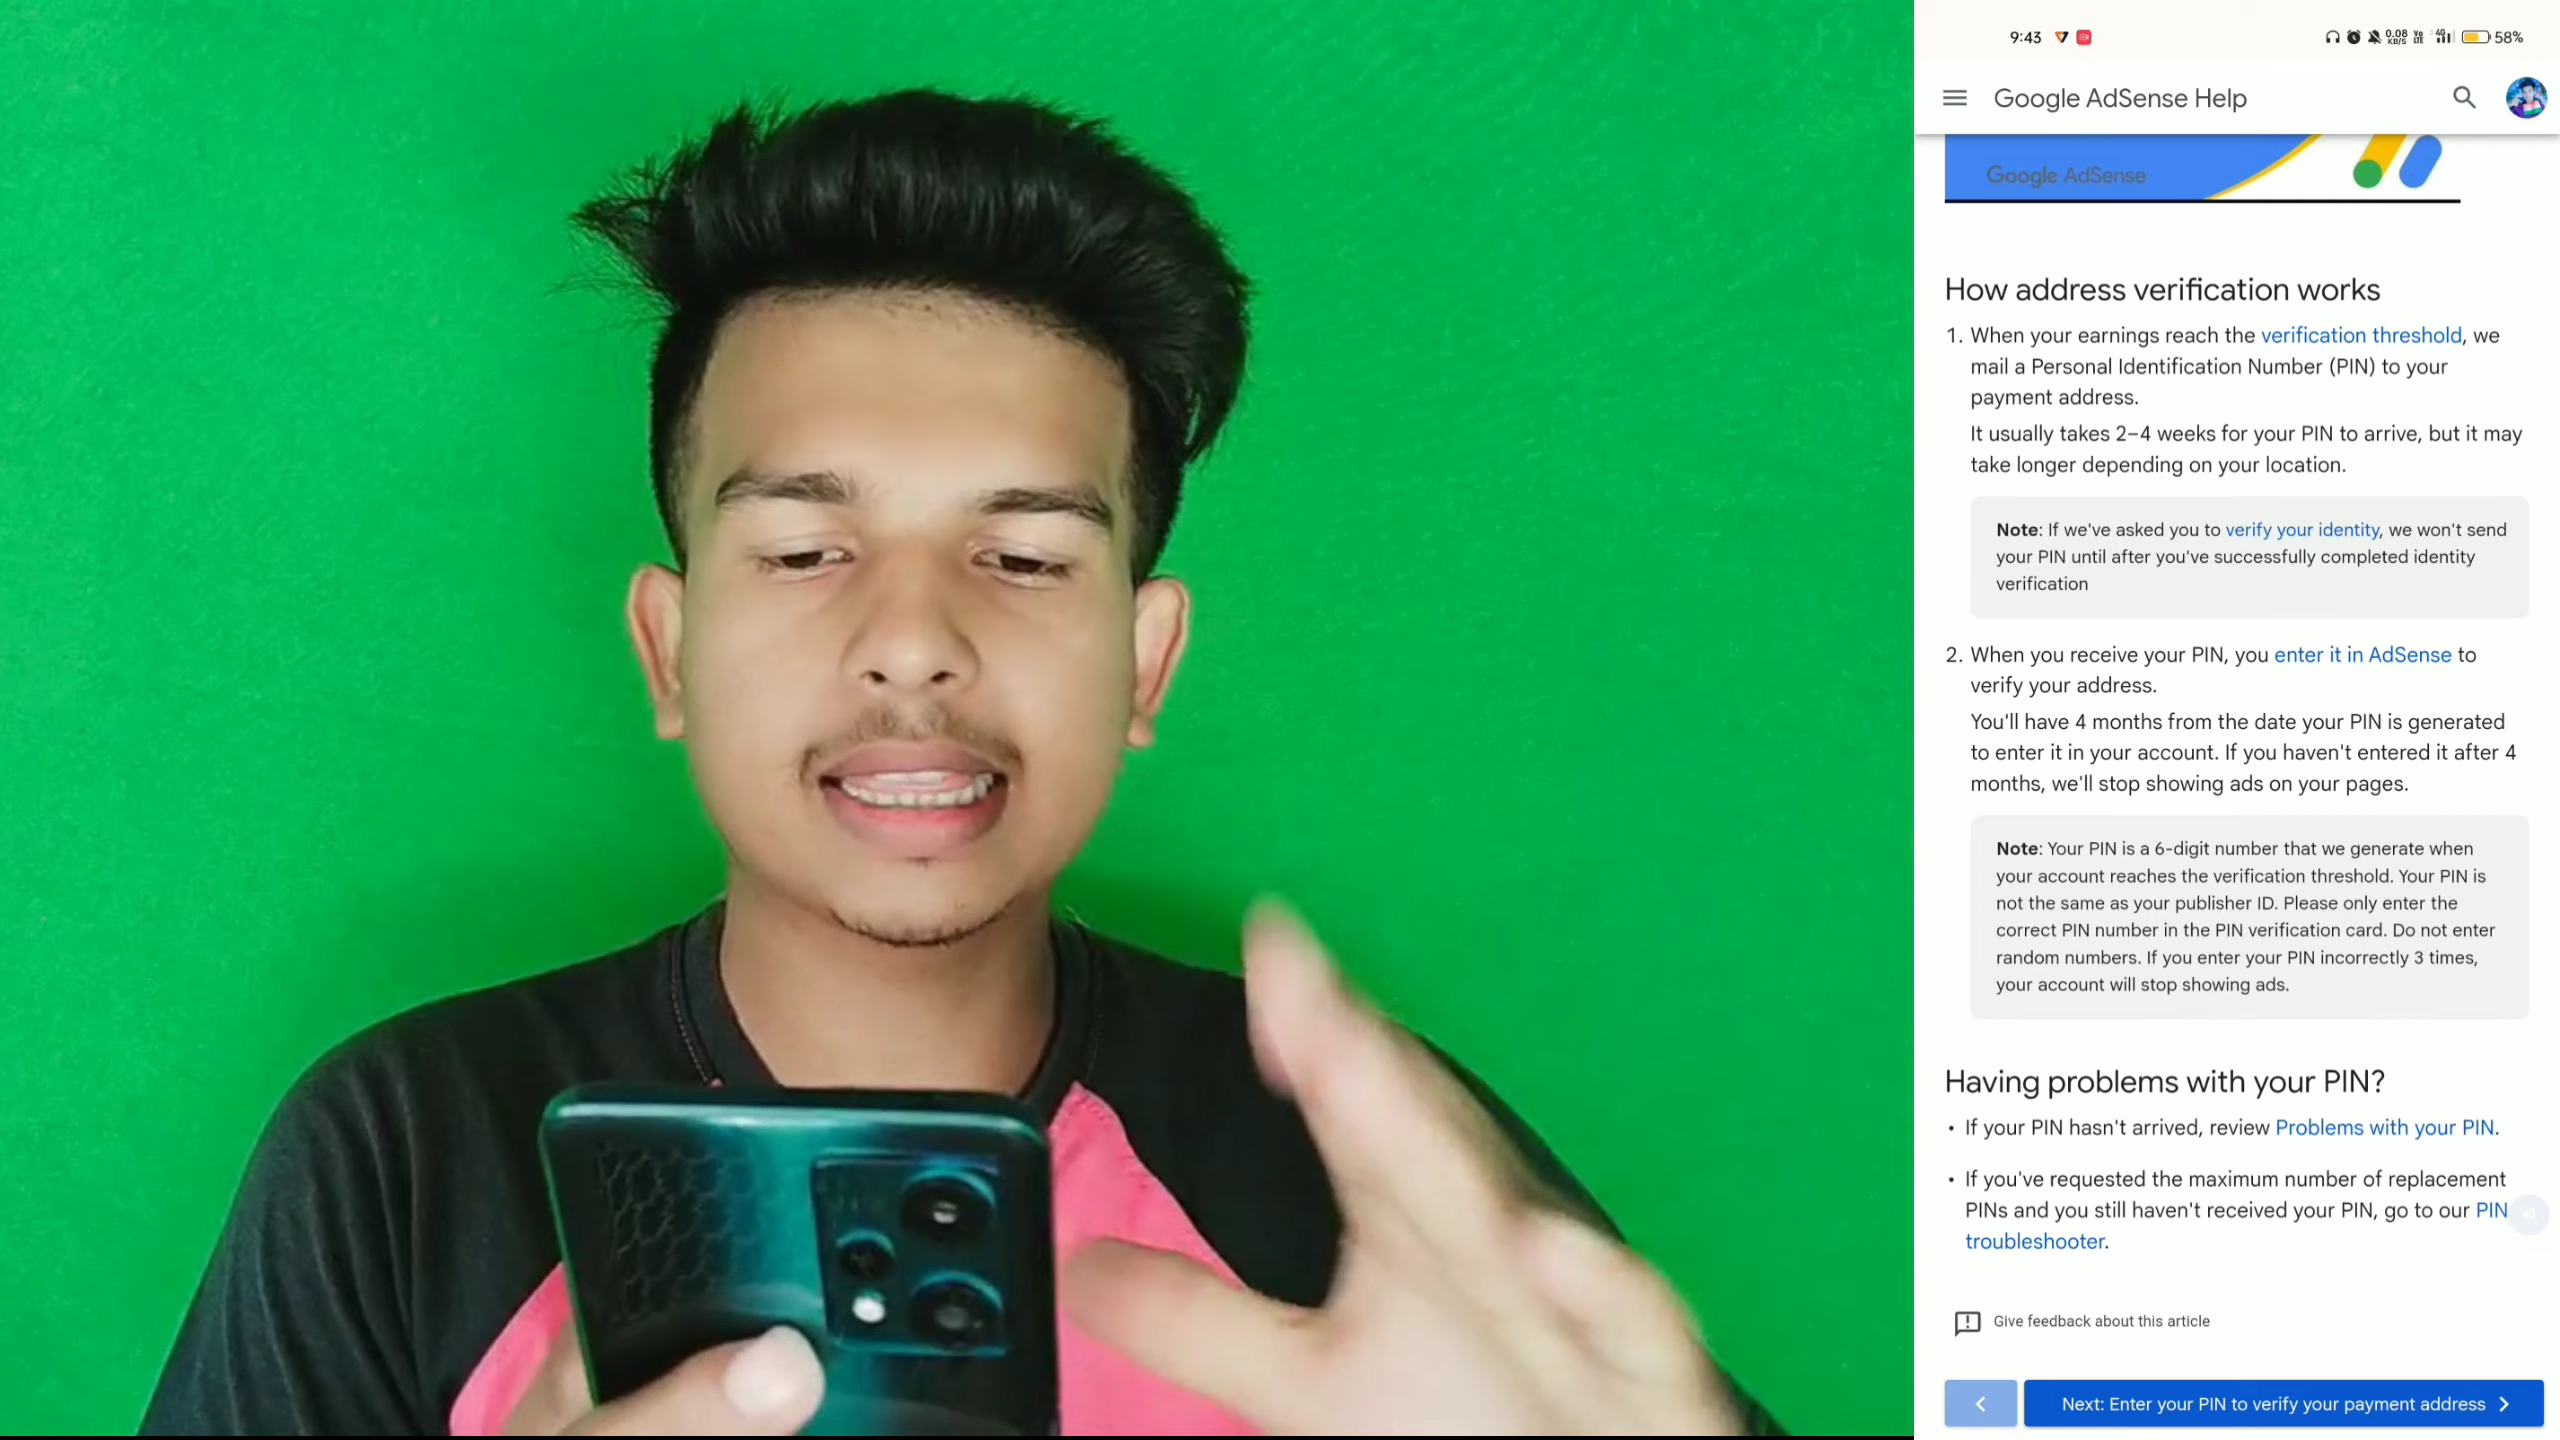 9:43
0.08
KB/S
4G
58%
Google AdSense Help
Google AdSense
How address verification works
1. When your earnings reach the verification threshold, we
mail a Personal Identification Number (PIN) to your
payment address.
It usually takes 2–4 weeks for your PIN to arrive, but it may
take longer depending on your location.
Note: If we've asked you to verify your identity, we won't send
your PIN until after you've successfully completed identity
verification
2. When you receive your PIN, you enter it in AdSense to
verify your address.
You'll have 4 months from the date your PIN is generated
to enter it in your account. If you haven't entered it after 4
months, we'll stop showing ads on your pages.
Note: Your PIN is a 6-digit number that we generate when
your account reaches the verification threshold. Your PIN is
not the same as your publisher ID. Please only enter the
correct PIN number in the PIN verification card. Do not enter
random numbers. If you enter your PIN incorrectly 3 times,
your account will stop showing ads.
Having problems with your PIN?
• If your PIN hasn't arrived, review Problems with your PIN.
• If you've requested the maximum number of replacement
PINs and you still haven't received your PIN, go to our PIN
troubleshooter.
Give feedback about this article
Next: Enter your PIN to verify your payment address